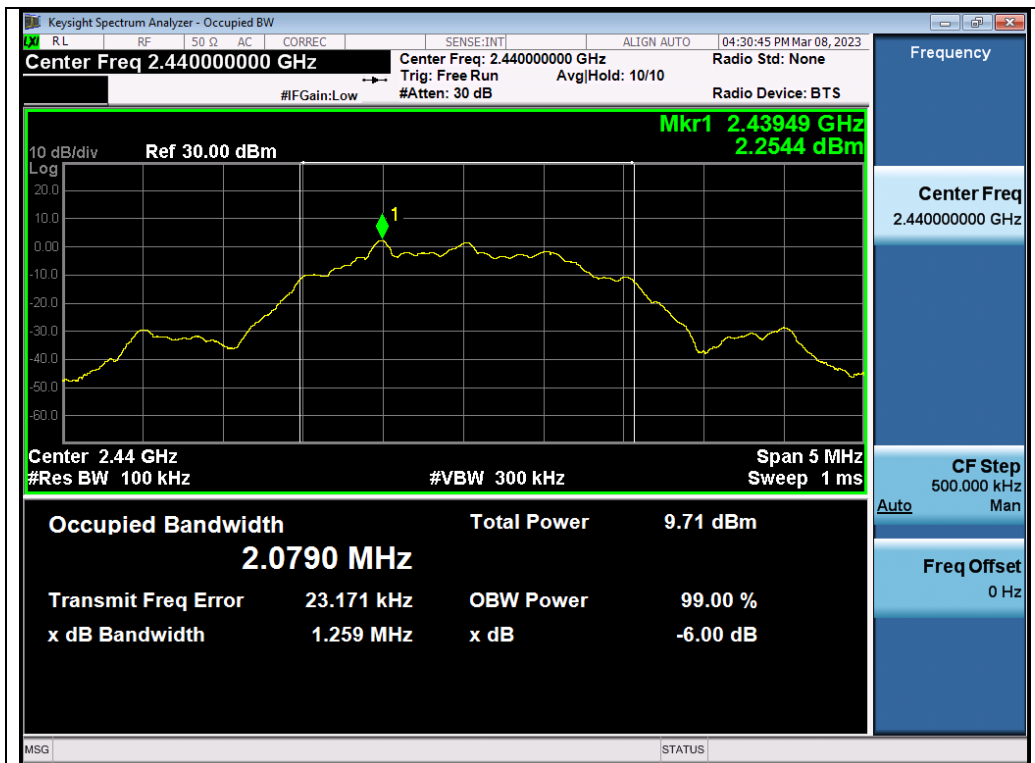 Keysight Spectrum Analyzer - Occupied BW
LXI RL RF 50 Ω AC CORREC SENSE:INT ALIGN AUTO 04:30:45 PM Mar 08, 2023
Center Freq 2.440000000 GHz
Center Freq: 2.440000000 GHz
Radio Std: None
Trig: Free Run Avg|Hold: 10/10
#IFGain:Low
#Atten: 30 dB
Radio Device: BTS
Mkr1 2.43949 GHz
2.2544 dBm
10 dB/div Ref 30.00 dBm
Log
20.0
10.0
0.00
-10.0
-20.0
-30.0
-40.0
-50.0
-60.0
1
Center 2.44 GHz Span 5 MHz
#Res BW 100 kHz #VBW 300 kHz Sweep 1 ms
Occupied Bandwidth Total Power 9.71 dBm
2.0790 MHz
Transmit Freq Error 23.171 kHz OBW Power 99.00 %
x dB Bandwidth 1.259 MHz x dB -6.00 dB
Frequency
Center Freq
2.440000000 GHz
CF Step
500.000 kHz
Auto Man
Freq Offset
0 Hz
MSG STATUS